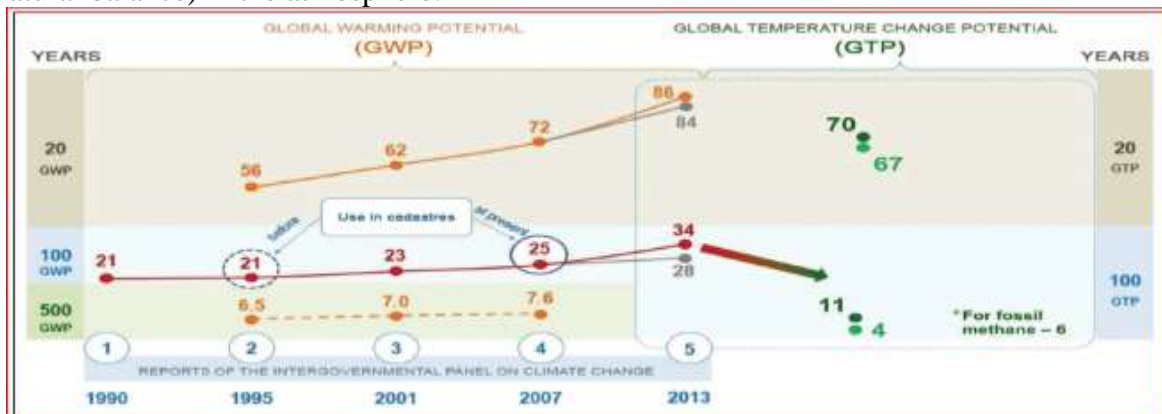 GLOBAL WARMING POTENTIAL
(GWP)
GLOBAL TEMPERATURE CHANGE POTENTIAL
(GTP)
YEARS
YEARS
86
84
72
62
56
70
67
20
GWP
20
GTP
Use in cadastres
before
at present
100
GWP
21
21
23
25
34
28
100
GTP
500
GWP
6.5
7.0
7.6
11
4
*For fossil
methane – 6
1
2
3
4
5
REPORTS OF THE INTERGOVERNMENTAL PANEL ON CLIMATE CHANGE
1990
1995
2001
2007
2013